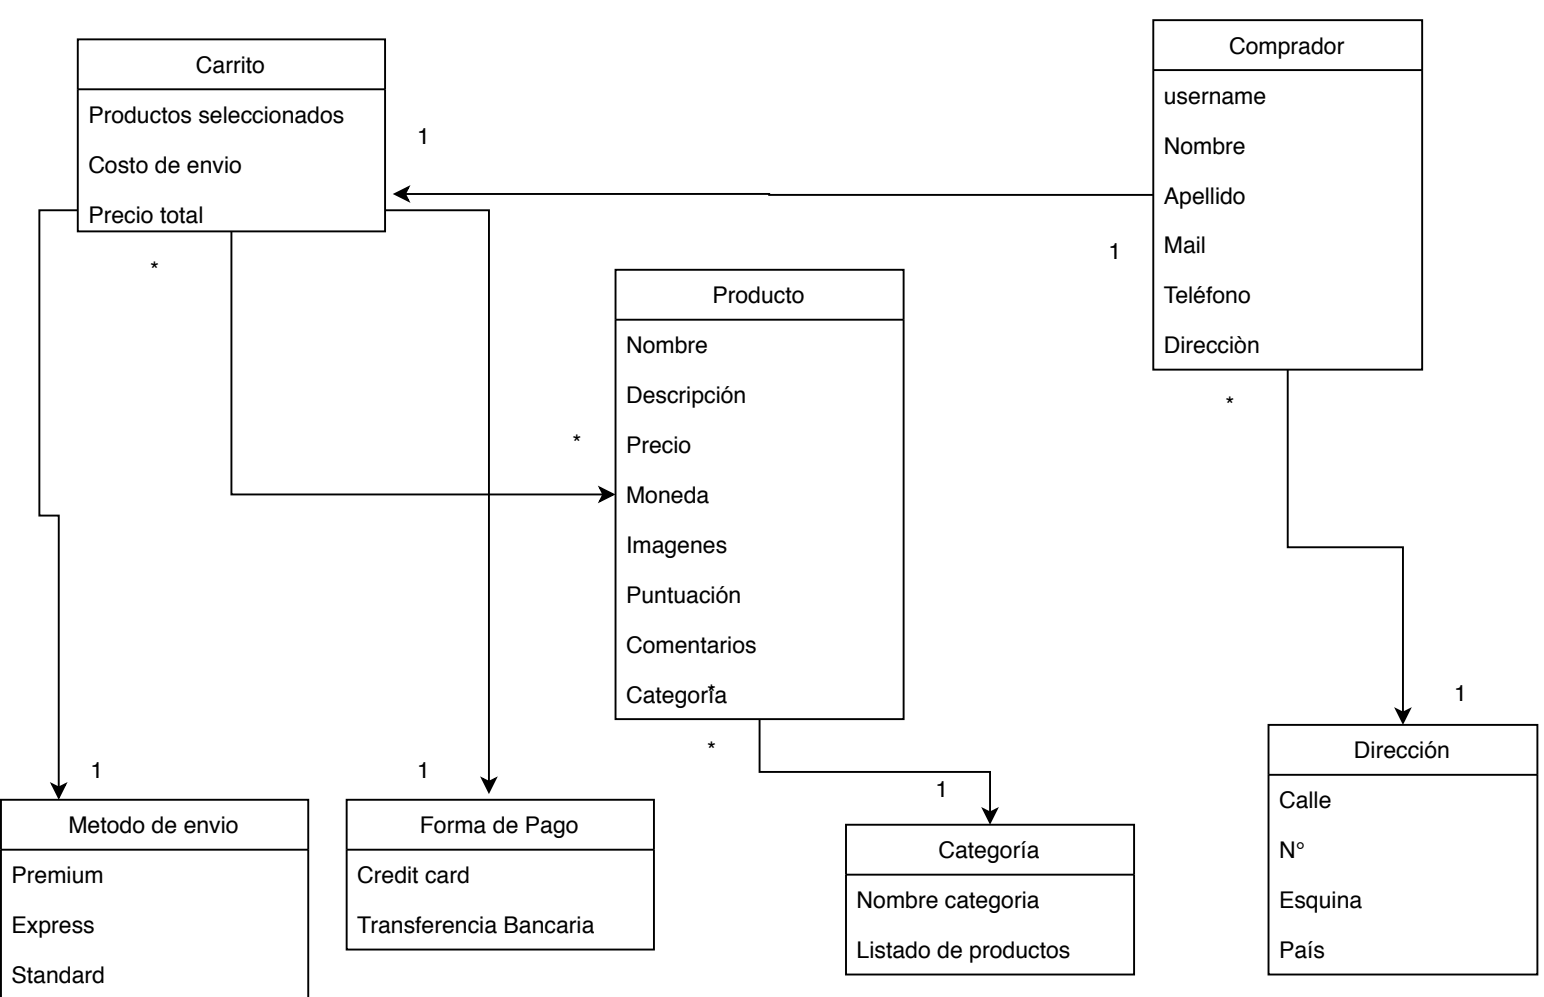 Carrito
Productos seleccionados
Costo de envio
Precio total
1
*
Comprador
username
Nombre
Apellido
Mail
Teléfono
Direcciòn
1
*
Producto
Nombre
Descripción
Precio
Moneda
Imagenes
Puntuación
Comentarios
Categoría
*
*
*
1
Metodo de envio
Premium
Express
Standard
1
Forma de Pago
Credit card
Transferencia Bancaria
1
Categoría
Nombre categoria
Listado de productos
1
Dirección
Calle
N°
Esquina
País